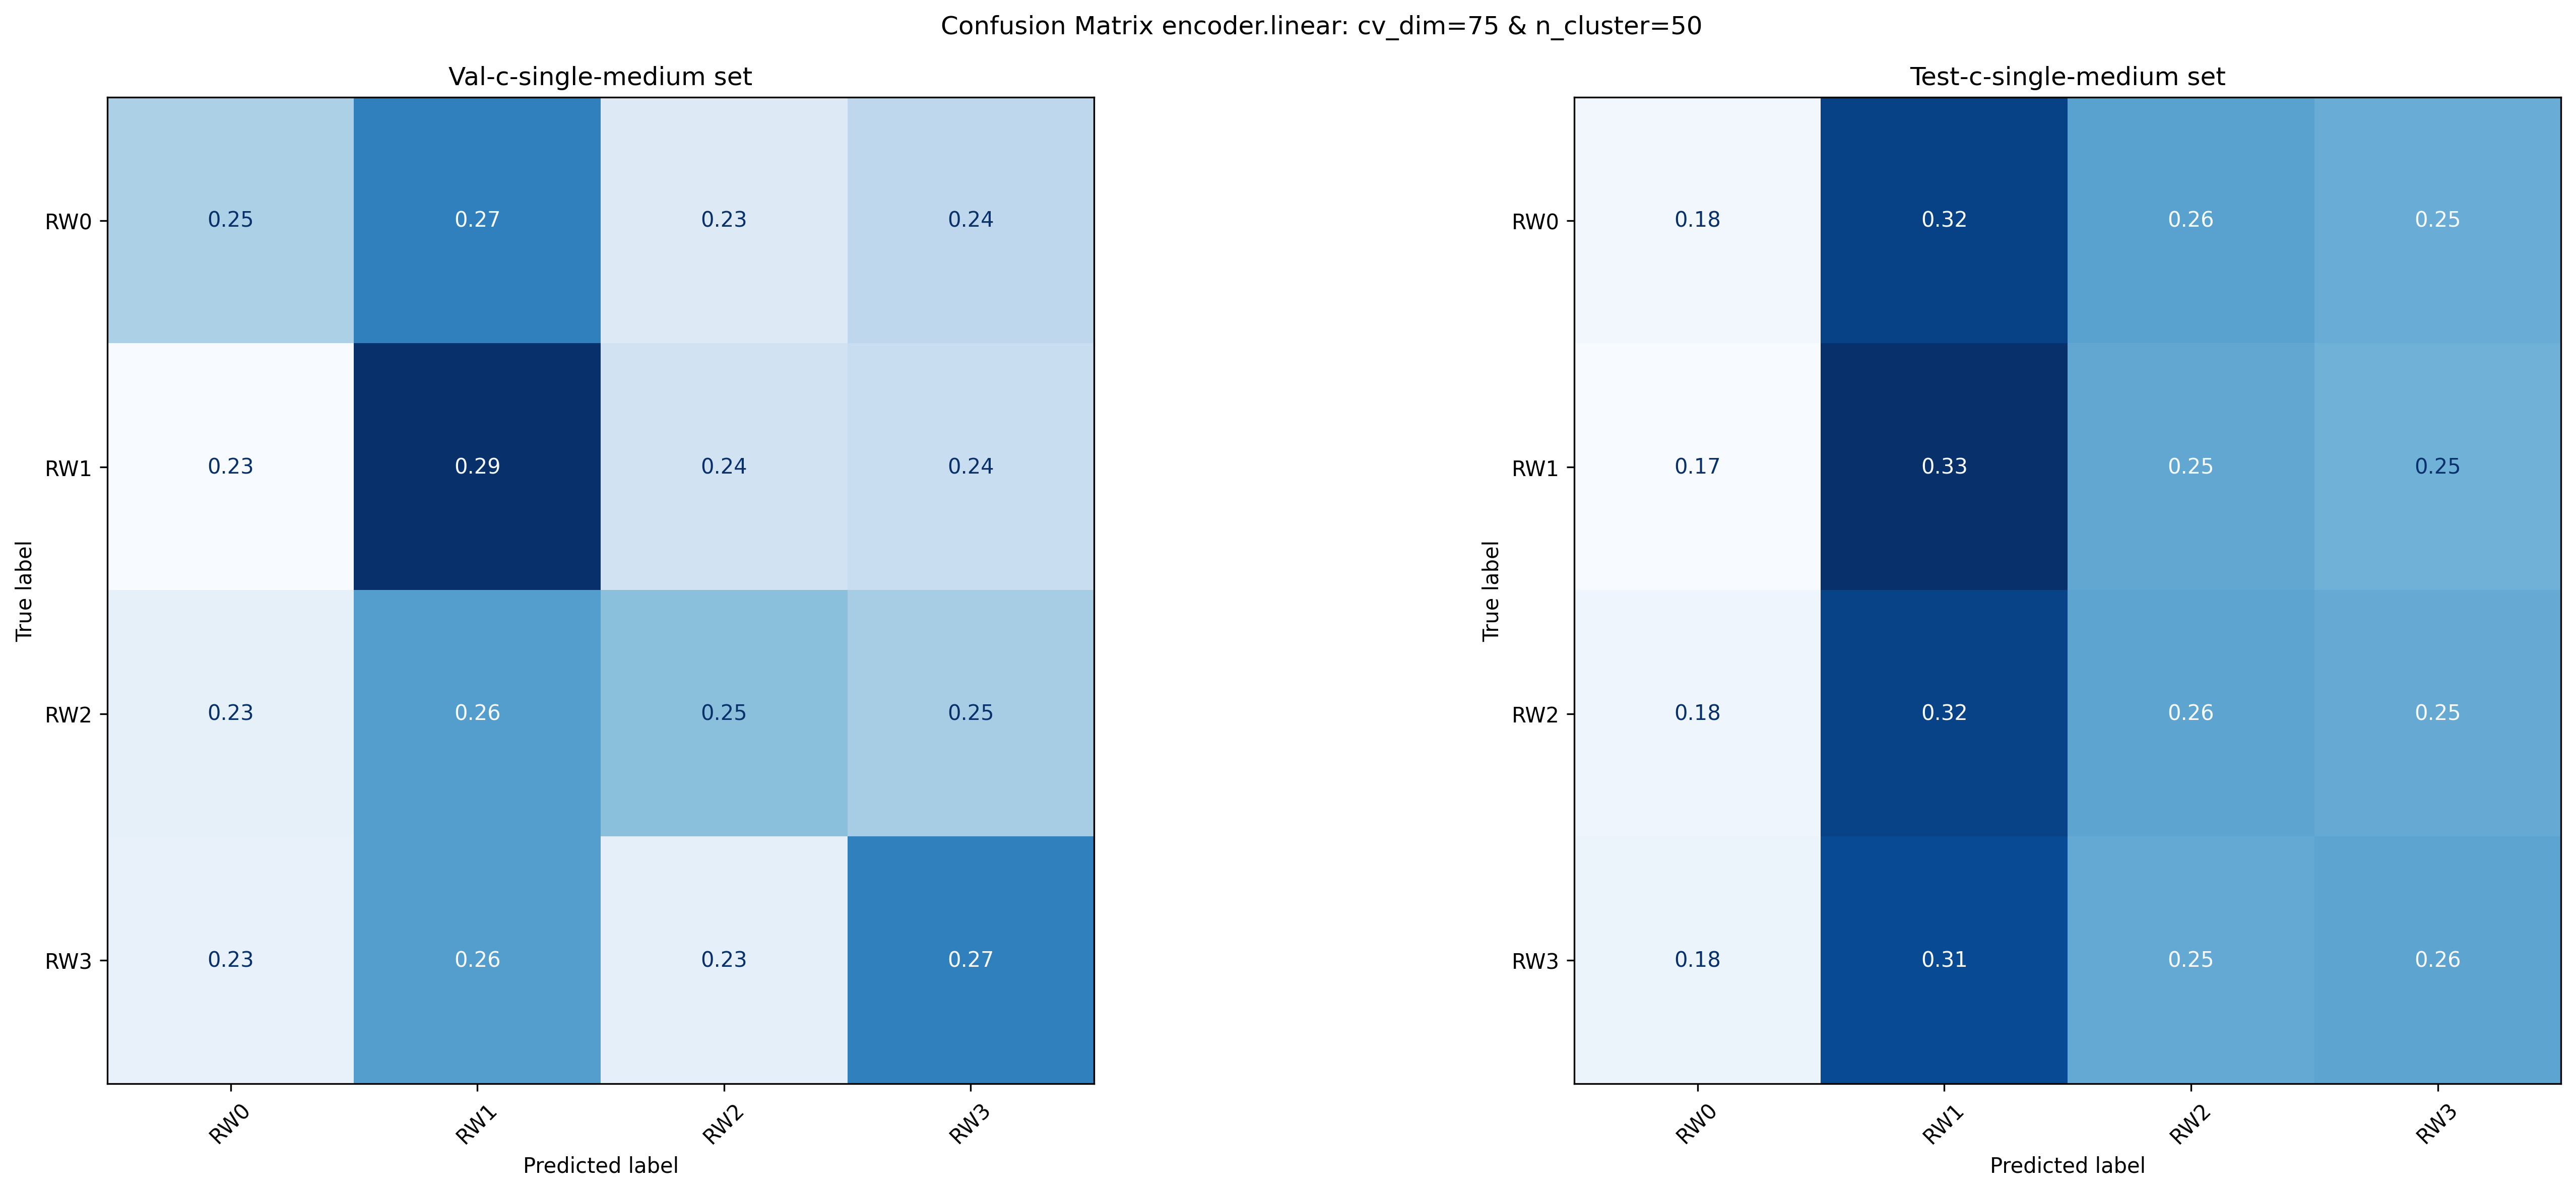 Confusion Matrix encoder.linear: cv_dim=75 & n_cluster=50
Val-c-single-medium set
True label
RW0 0.25 0.27 0.23 0.24
RW1 0.23 0.29 0.24 0.24
RW2 0.23 0.26 0.25 0.25
RW3 0.23 0.26 0.23 0.27
RW0 RW1 RW2 RW3
Predicted label
Test-c-single-medium set
True label
RW0 0.18 0.32 0.26 0.25
RW1 0.17 0.33 0.25 0.25
RW2 0.18 0.32 0.26 0.25
RW3 0.18 0.31 0.25 0.26
RW0 RW1 RW2 RW3
Predicted label